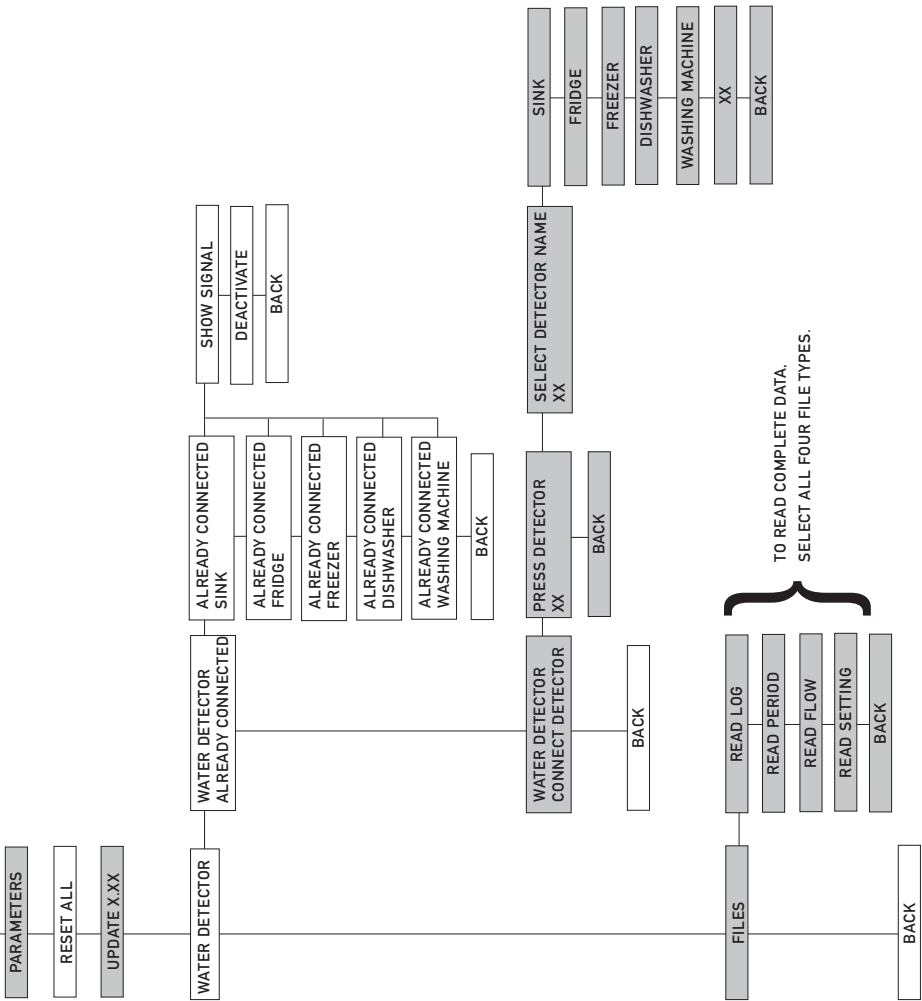 PARAMETERS
RESET ALL
UPDATE X.XX
WATER DETECTOR
WATER DETECTOR
ALREADY CONNECTED
ALREADY CONNECTED
SINK
ALREADY CONNECTED
FRIDGE
ALREADY CONNECTED
FREEZER
ALREADY CONNECTED
DISHWASHER
ALREADY CONNECTED
WASHING MACHINE
BACK
SHOW SIGNAL
DEACTIVATE
BACK
WATER DETECTOR
CONNECT DETECTOR
BACK
PRESS DETECTOR
XX
BACK
SELECT DETECTOR NAME
XX
SINK
FRIDGE
FREEZER
DISHWASHER
WASHING MACHINE
XX
BACK
FILES
READ LOG
READ PERIOD
READ FLOW
READ SETTING
BACK
TO READ COMPLETE DATA.
SELECT ALL FOUR FILE TYPES.
BACK